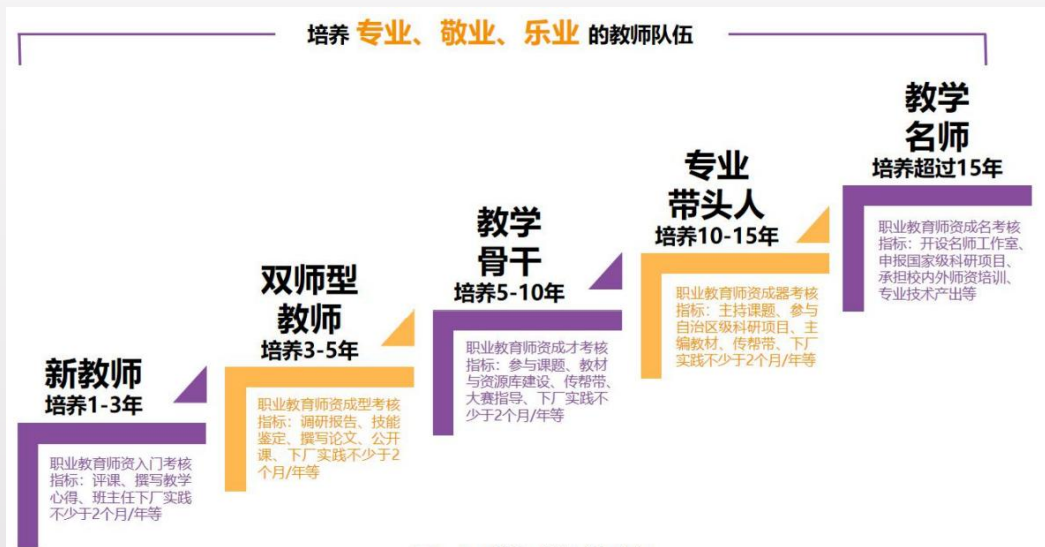 培养 专业、敬业、乐业 的教师队伍
新教师
培养1-3年
职业教育师资入门考核
指标：评课、撰写教学
心得、班主任下厂实践
不少于2个月/年等
双师型
教师
培养3-5年
职业教育师资成型考核
指标：调研报告、技能
鉴定、撰写论文、公开
课、下厂实践不少于2
个月/年等
教学
骨干
培养5-10年
职业教育师资成才考核
指标：参与课题、教材
与资源库建设、传帮带、
大赛指导、下厂实践不
少于2个月/年等
专业
带头人
培养10-15年
职业教育师资成器考核
指标：主持课题、参与
自治区级科研项目、主
编教材、传帮带、下厂
实践不少于2个月/年等
教学
名师
培养超过15年
职业教育师资成名考核
指标：开设名师工作室、
申报国家级科研项目、
承担校内外师资培训、
专业技术产出等